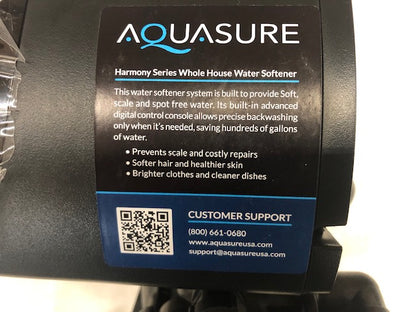 AQUASURE
Harmony Series Whole House Water Softener
This water softener system is built to provide Soft,
scale and spot free water. Its built-in advanced
digital control console allows precise backwashing
only when it's needed, saving hundreds of gallons
of water.
• Prevents scale and costly repairs
• Softer hair and healthier skin
• Brighter clothes and cleaner dishes
CUSTOMER SUPPORT
(800) 661-0680
www.aquasureusa.com
support@aquasureusa.com